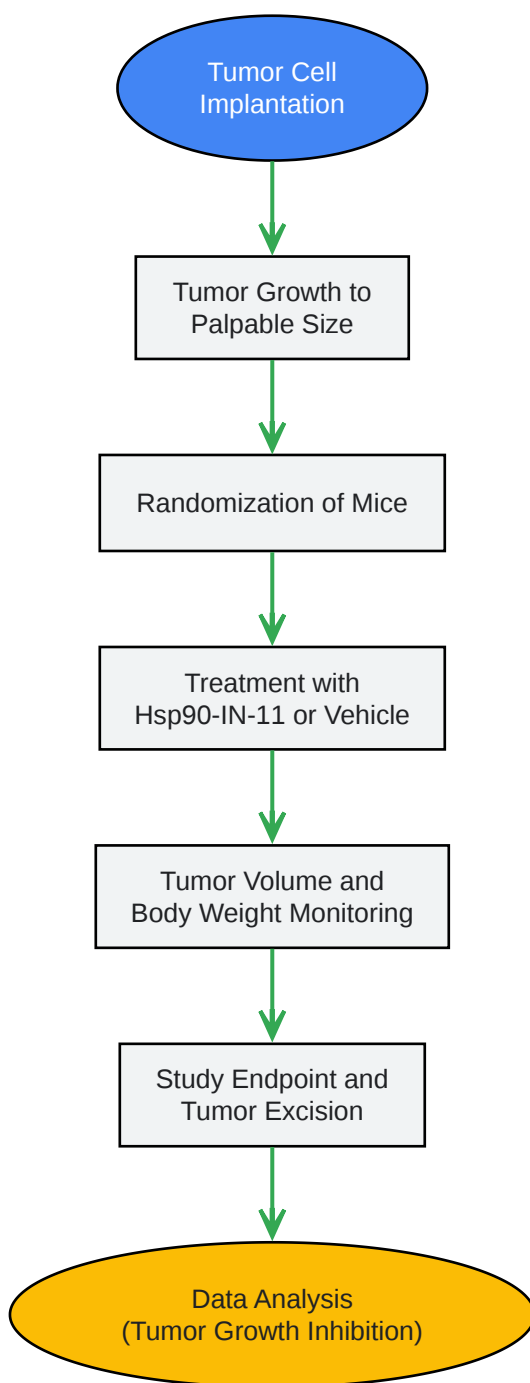 Tumor Cell
Implantation
Tumor Growth to
Palpable Size
Randomization of Mice
Treatment with
Hsp90-IN-11 or Vehicle
Tumor Volume and
Body Weight Monitoring
Study Endpoint and
Tumor Excision
Data Analysis
(Tumor Growth Inhibition)